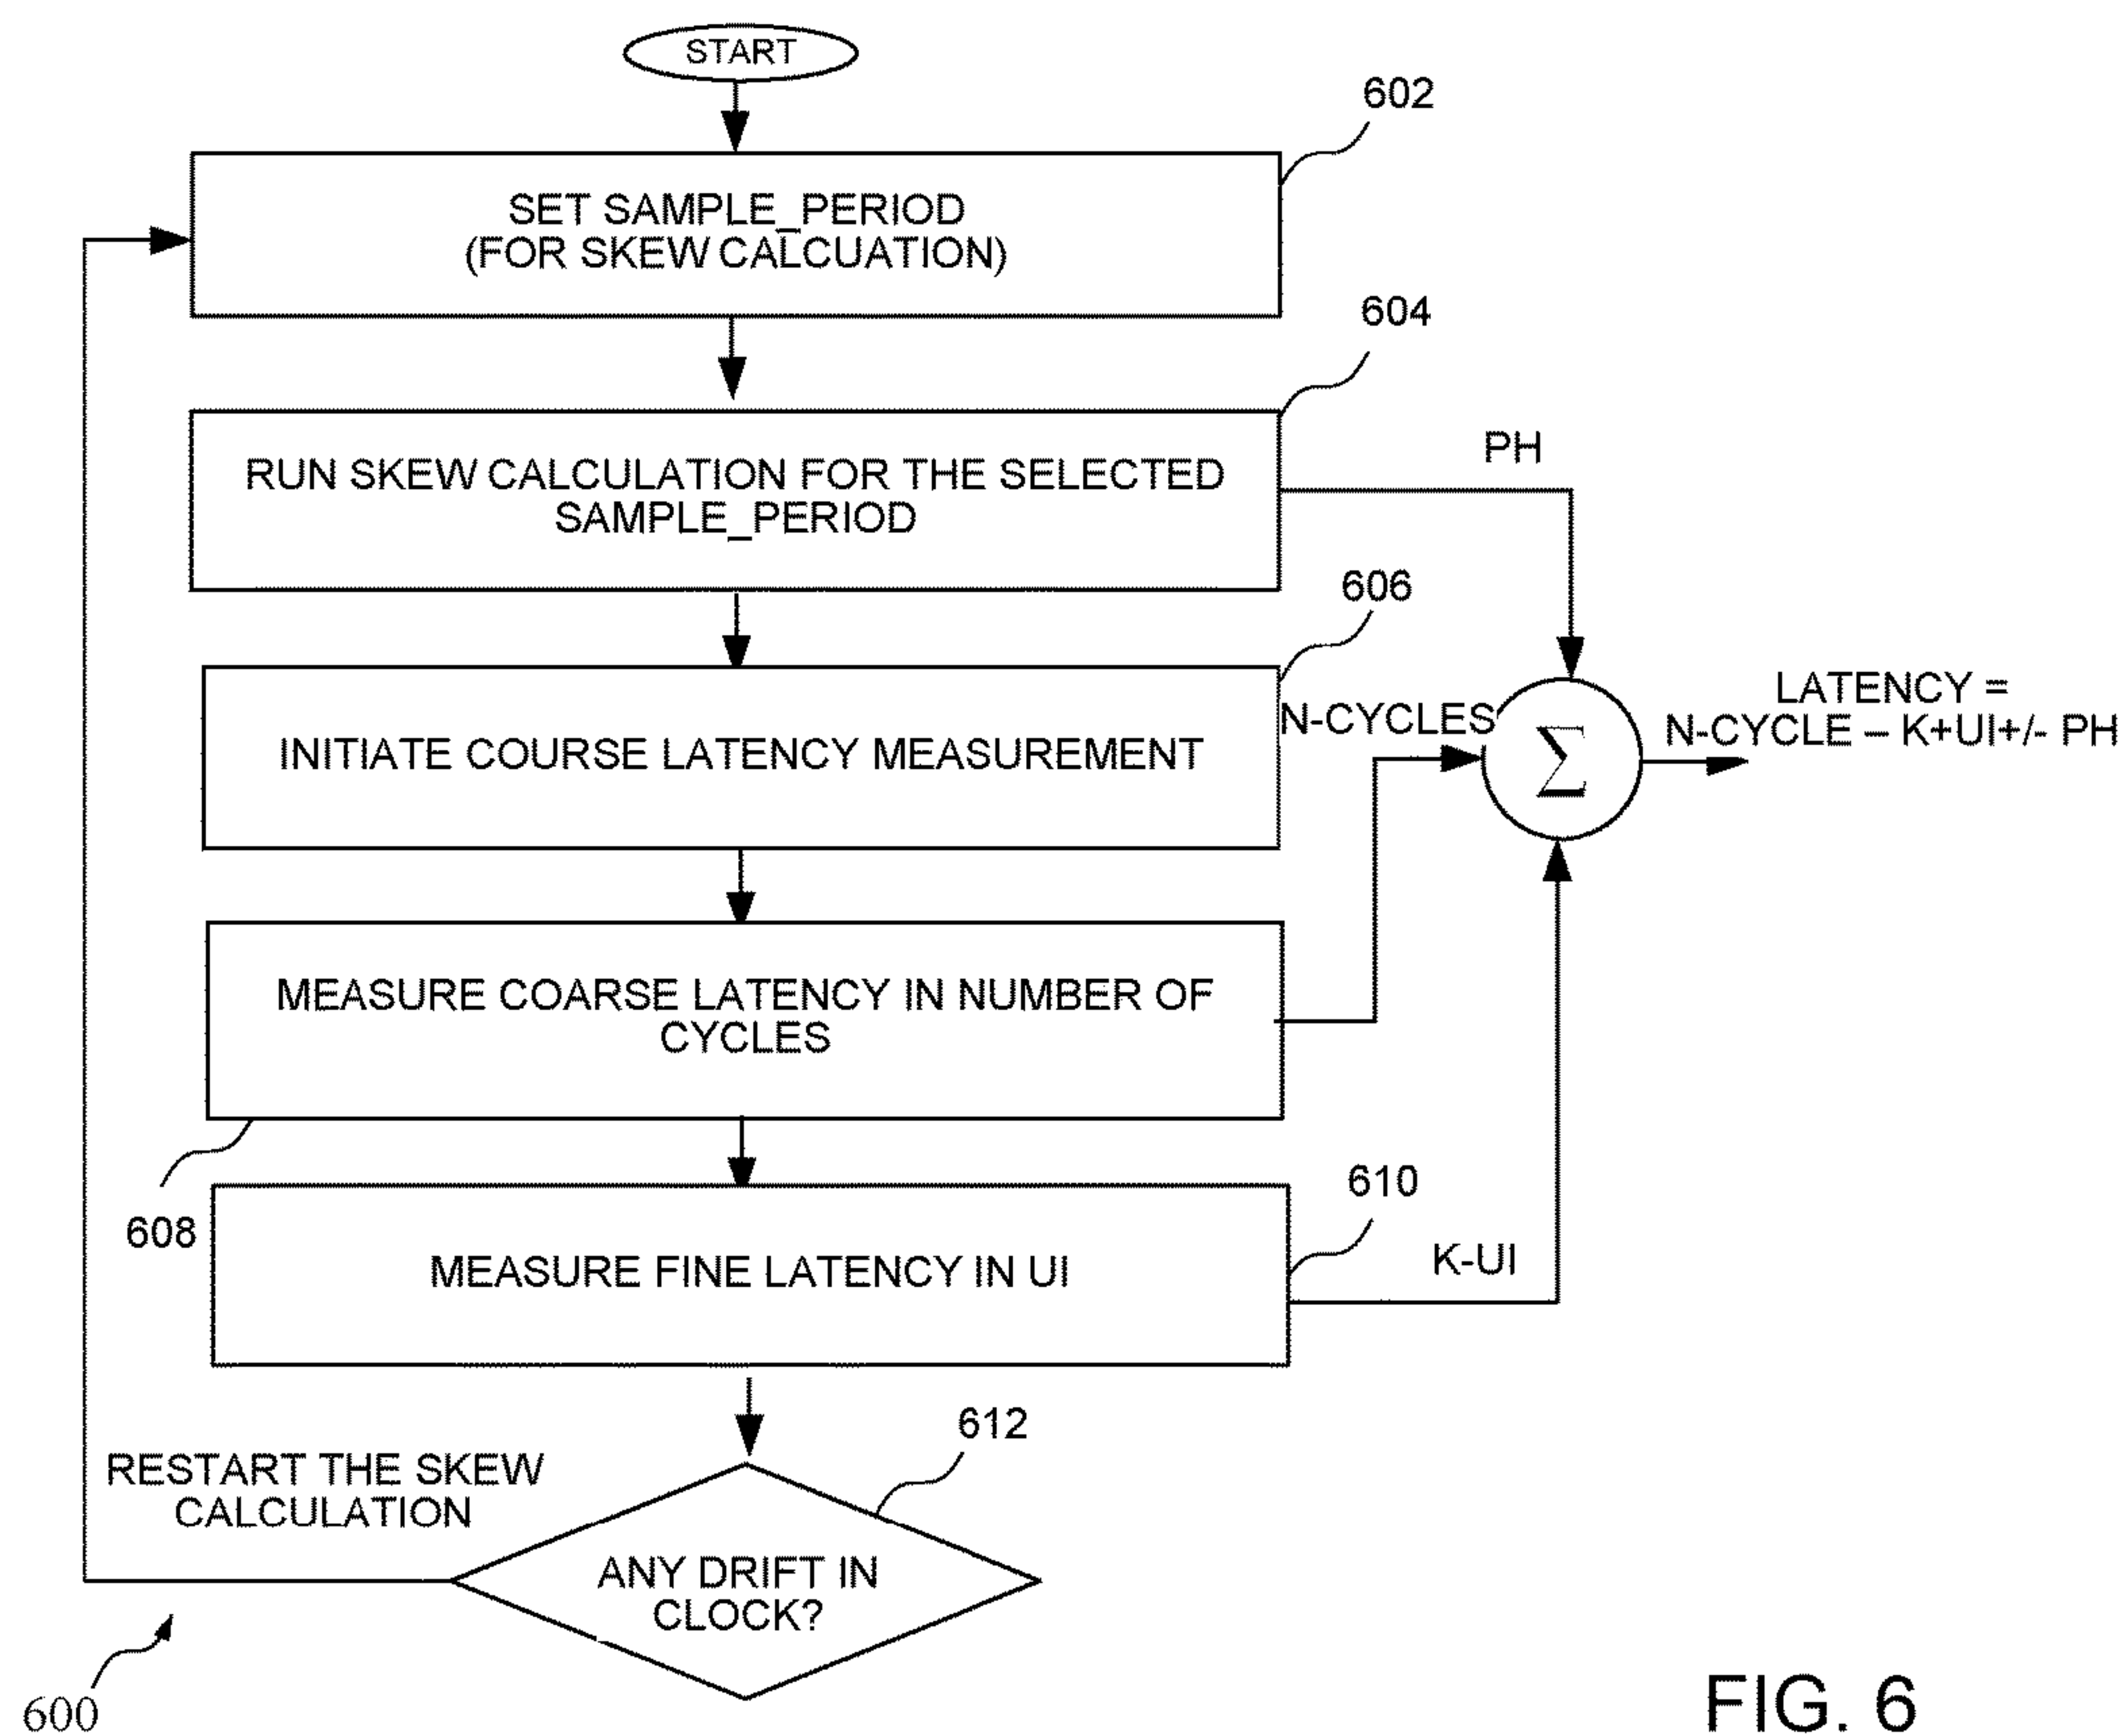 START
602
SET SAMPLE_PERIOD
(FOR SKEW CALCUATION)
604
RUN SKEW CALCULATION FOR THE SELECTED
SAMPLE_PERIOD
PH
606
INITIATE COURSE LATENCY MEASUREMENT
N-CYCLES
Σ
LATENCY =
N-CYCLE – K+UI+/- PH
MEASURE COARSE LATENCY IN NUMBER OF
CYCLES
608
610
MEASURE FINE LATENCY IN UI
K-UI
612
RESTART THE SKEW
CALCULATION
ANY DRIFT IN
CLOCK?
600
FIG. 6